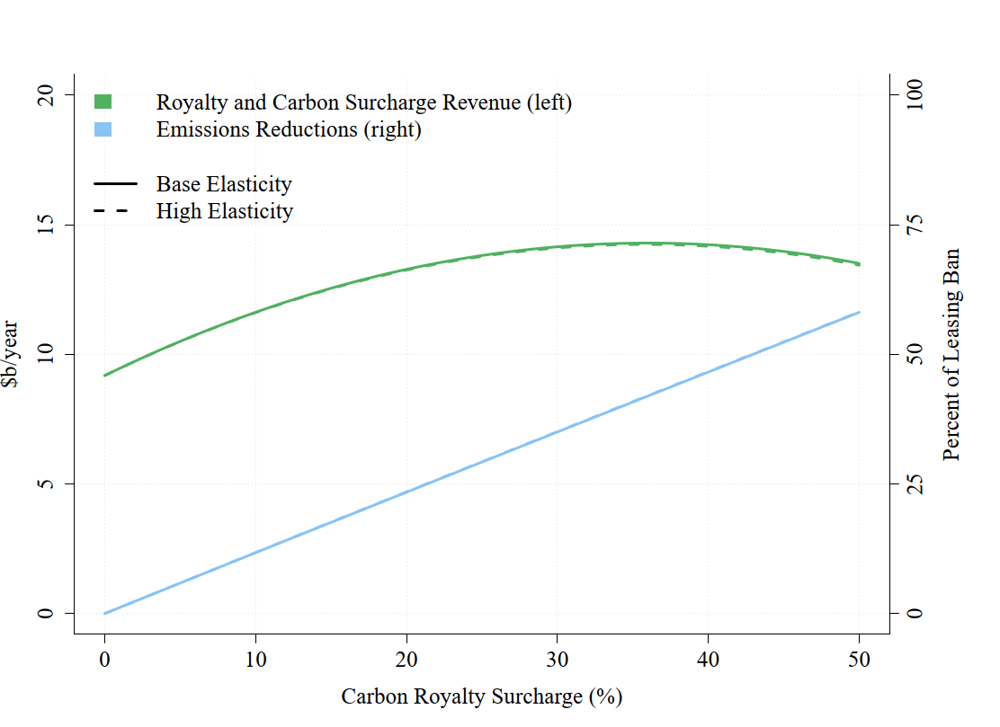 Royalty and Carbon Surcharge Revenue (left)
Emissions Reductions (right)
Base Elasticity
High Elasticity
$b/year
20
15
10
5
0
Percent of Leasing Ban
100
75
50
25
0
0 10 20 30 40 50
Carbon Royalty Surcharge (%)